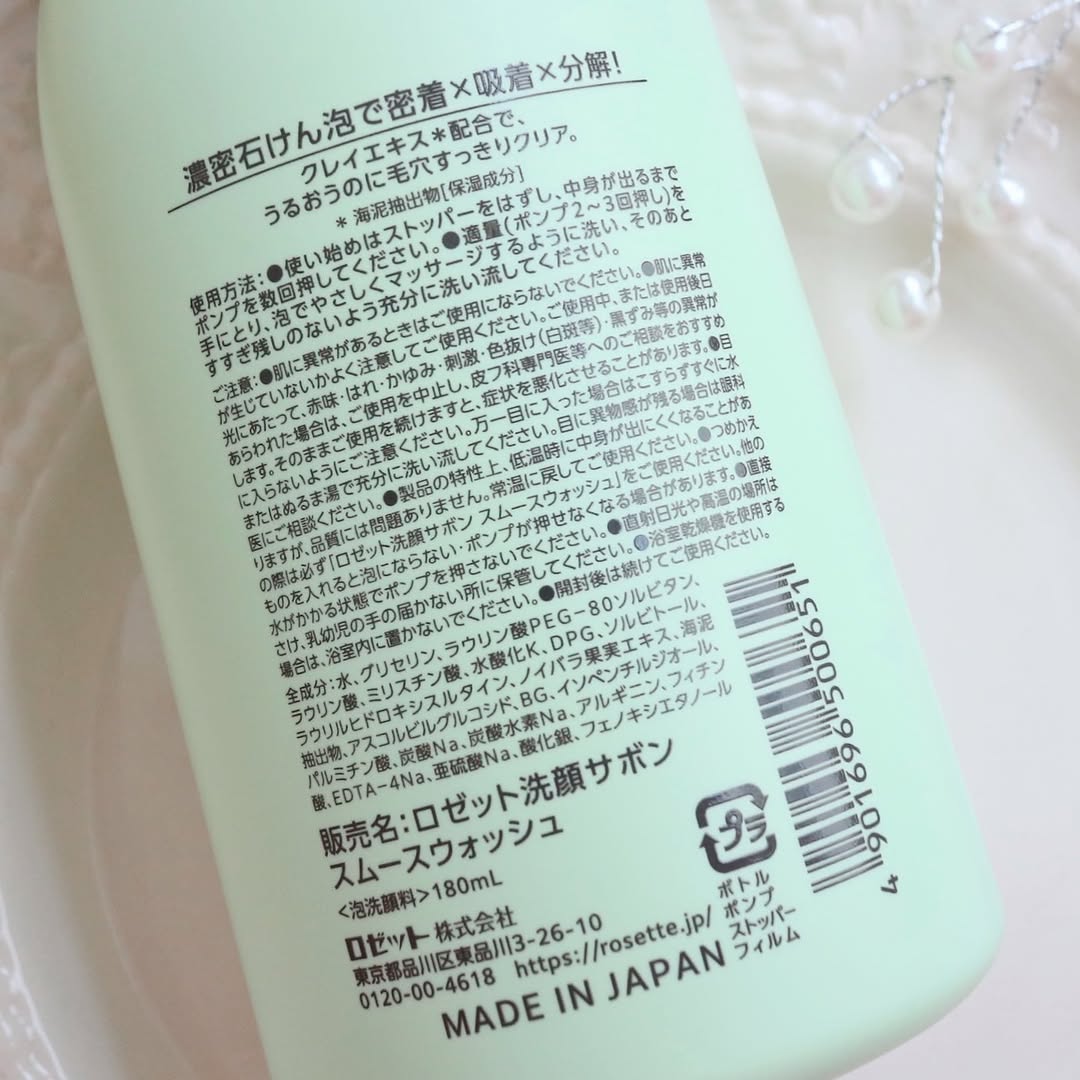 濃密石けん泡で密着×吸着×分解!
クレイエキス*配合で、
うるおうのに毛穴すっきりクリア。
*海泥抽出物[保湿成分]
使用方法:●使い始めはストッパーをはずし、中身が出るまで
ポンプを数回押してください。●適量(ポンプ2~3回押し)を
手にとり、泡でやさしくマッサージするように洗い、そのあと
すすぎ残しのないよう充分に洗い流してください。
ご注意:●肌に異常があるときはご使用にならないでください。●肌に異常
が生じていないかよく注意してご使用ください。ご使用中、または使用後日
光にあたって、赤味・はれ・かゆみ・刺激・色抜け(白斑等)・黒ずみ等の異常が
あらわれた場合は、ご使用を中止し、皮フ科専門医等へのご相談をおすすめ
します。そのままご使用を続けますと、症状を悪化させることがあります。●目
に入らないようにご注意ください。万一目に入った場合はこすらずすぐに水
またはぬるま湯で充分に洗い流してください。目に異物感が残る場合は眼科
医にご相談ください。●製品の特性上、低温時に中身が出にくくなることがあ
りますが、品質には問題ありません。常温に戻してご使用ください。●つめかえ
の際は必ず「ロゼット洗顔サボン スムースウォッシュ」をご使用ください。他の
ものを入れると泡にならない・ポンプが押せなくなる場合があります。●直接
水がかかる状態でポンプを押さないでください。●直射日光や高温の場所は
さけ、乳幼児の手の届かない所に保管してください。●浴室乾燥機を使用する
場合は、浴室内に置かないでください。●開封後は続けてご使用ください。
全成分:水、グリセリン、ラウリン酸PEG-80ソルビタン、
ラウリン酸、ミリスチン酸、水酸化K、DPG、ソルビトール、
ラウリルヒドロキシスルタイン、ノイバラ果実エキス、海泥
抽出物、アスコルビルグルコシド、BG、イソペンチルジオール、
パルミチン酸、炭酸Na、炭酸水素Na、アルギニン、フィチン
酸、EDTA-4Na、亜硫酸Na、酸化銀、フェノキシエタノール
販売名:ロゼット洗顔サボン
スムースウォッシュ
<泡洗顔料>180mL
ロゼット株式会社
東京都品川区東品川3-26-10
0120-00-4618 https://rosette.jp/
MADE IN JAPAN
プラ
ボトル
ポンプ
ストッパー
フィルム
4 901696 500651